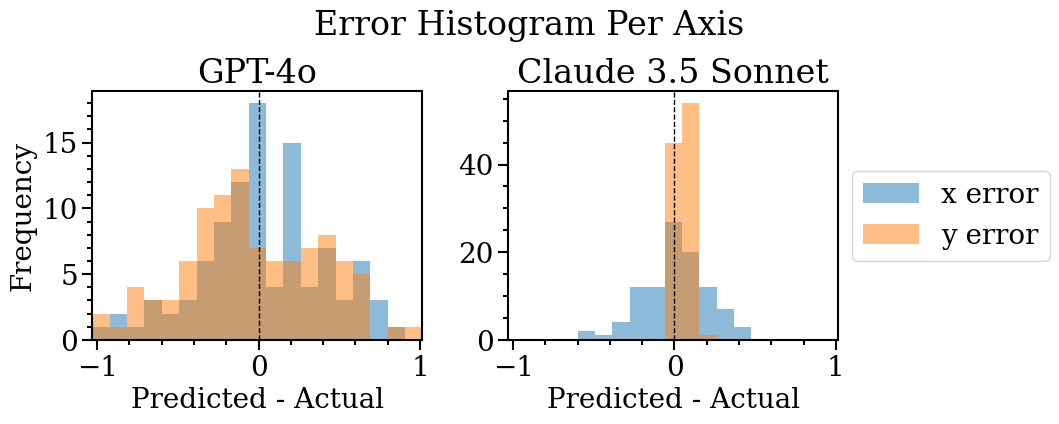 Error Histogram Per Axis
GPT-4o
Claude 3.5 Sonnet
Frequency
15
10
5
0
−1
0
1
Predicted - Actual
40
20
0
−1
0
1
Predicted - Actual
x error
y error